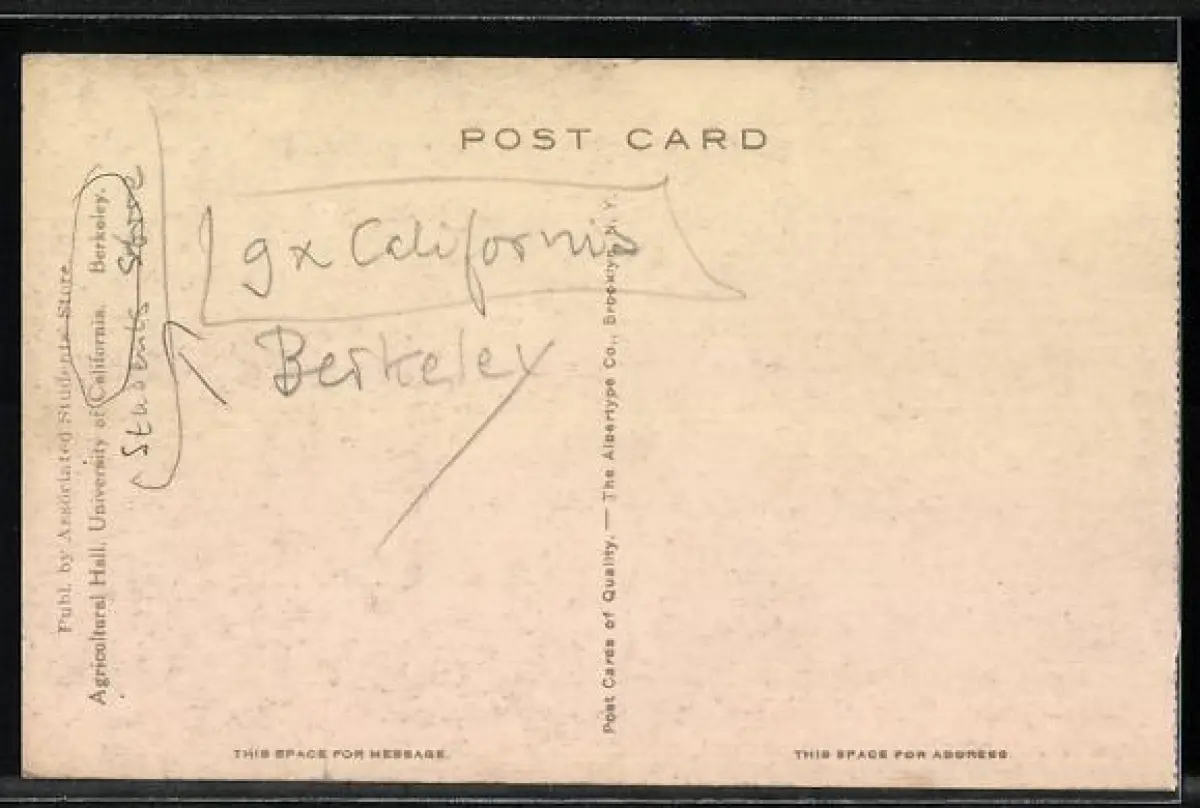 POST CARD
Publ. by Associated Students Store
Agricultural Hall, University of California. Berkeley.
Students Store
9x California
Berkeley
Post Cards of Quality. — The Albertype Co., Brooklyn, N. Y.
THIS SPACE FOR MESSAGE.
THIS SPACE FOR ADDRESS.